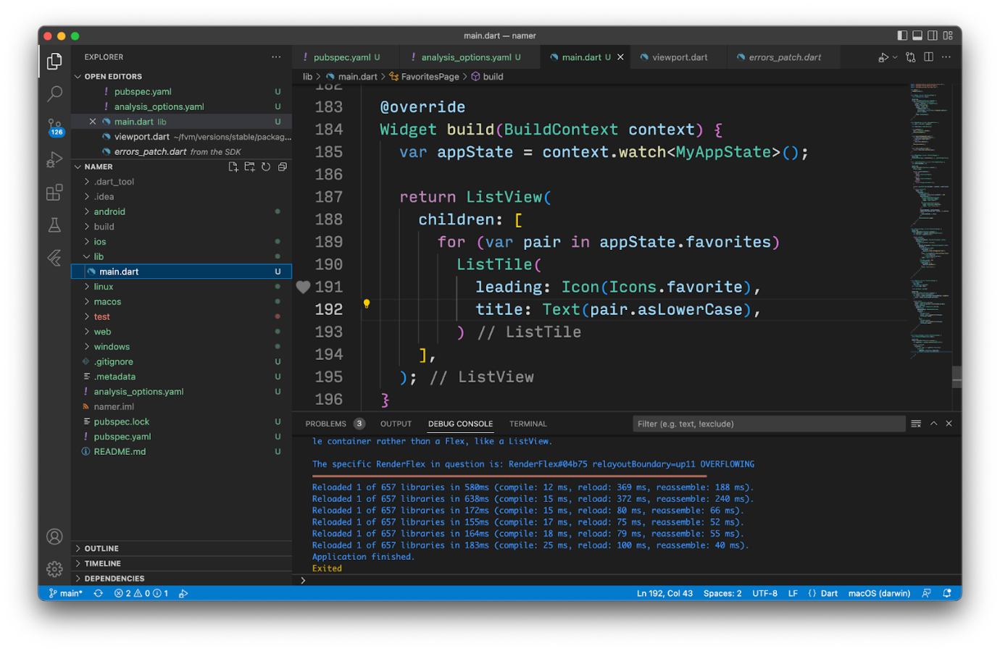 main.dart — namer
EXPLORER
OPEN EDITORS
! pubspec.yaml U
! analysis_options.yaml U
main.dart lib U
viewport.dart ~/fvm/versions/stable/packag...
errors_patch.dart from the SDK
NAMER
.dart_tool
.idea
android
build
ios
lib
main.dart U
linux
macos
test
web
windows
.gitignore U
.metadata U
! analysis_options.yaml U
namer.iml
pubspec.lock U
! pubspec.yaml U
README.md U
OUTLINE
TIMELINE
DEPENDENCIES
126
! pubspec.yaml U ! analysis_options.yaml U main.dart U viewport.dart errors_patch.dart
lib > main.dart > FavoritesPage > build
182
183 @override
184 Widget build(BuildContext context) {
185 var appState = context.watch<MyAppState>();
186
187 return ListView(
188 children: [
189 for (var pair in appState.favorites)
190 ListTile(
191 leading: Icon(Icons.favorite),
192 title: Text(pair.asLowerCase),
193 ) // ListTile
194 ],
195 ); // ListView
196 }
PROBLEMS 3 OUTPUT DEBUG CONSOLE TERMINAL Filter (e.g. text, !exclude)
le container rather than a Flex, like a ListView.
The specific RenderFlex in question is: RenderFlex#04b75 relayoutBoundary=up11 OVERFLOWING
Reloaded 1 of 657 libraries in 580ms (compile: 12 ms, reload: 369 ms, reassemble: 188 ms).
Reloaded 1 of 657 libraries in 638ms (compile: 15 ms, reload: 372 ms, reassemble: 240 ms).
Reloaded 1 of 657 libraries in 172ms (compile: 15 ms, reload: 80 ms, reassemble: 66 ms).
Reloaded 1 of 657 libraries in 155ms (compile: 17 ms, reload: 75 ms, reassemble: 52 ms).
Reloaded 1 of 657 libraries in 164ms (compile: 18 ms, reload: 79 ms, reassemble: 55 ms).
Reloaded 1 of 657 libraries in 183ms (compile: 25 ms, reload: 100 ms, reassemble: 40 ms).
Application finished.
Exited
>
main* 2 0 1 Ln 192, Col 43 Spaces: 2 UTF-8 LF {} Dart macOS (darwin)